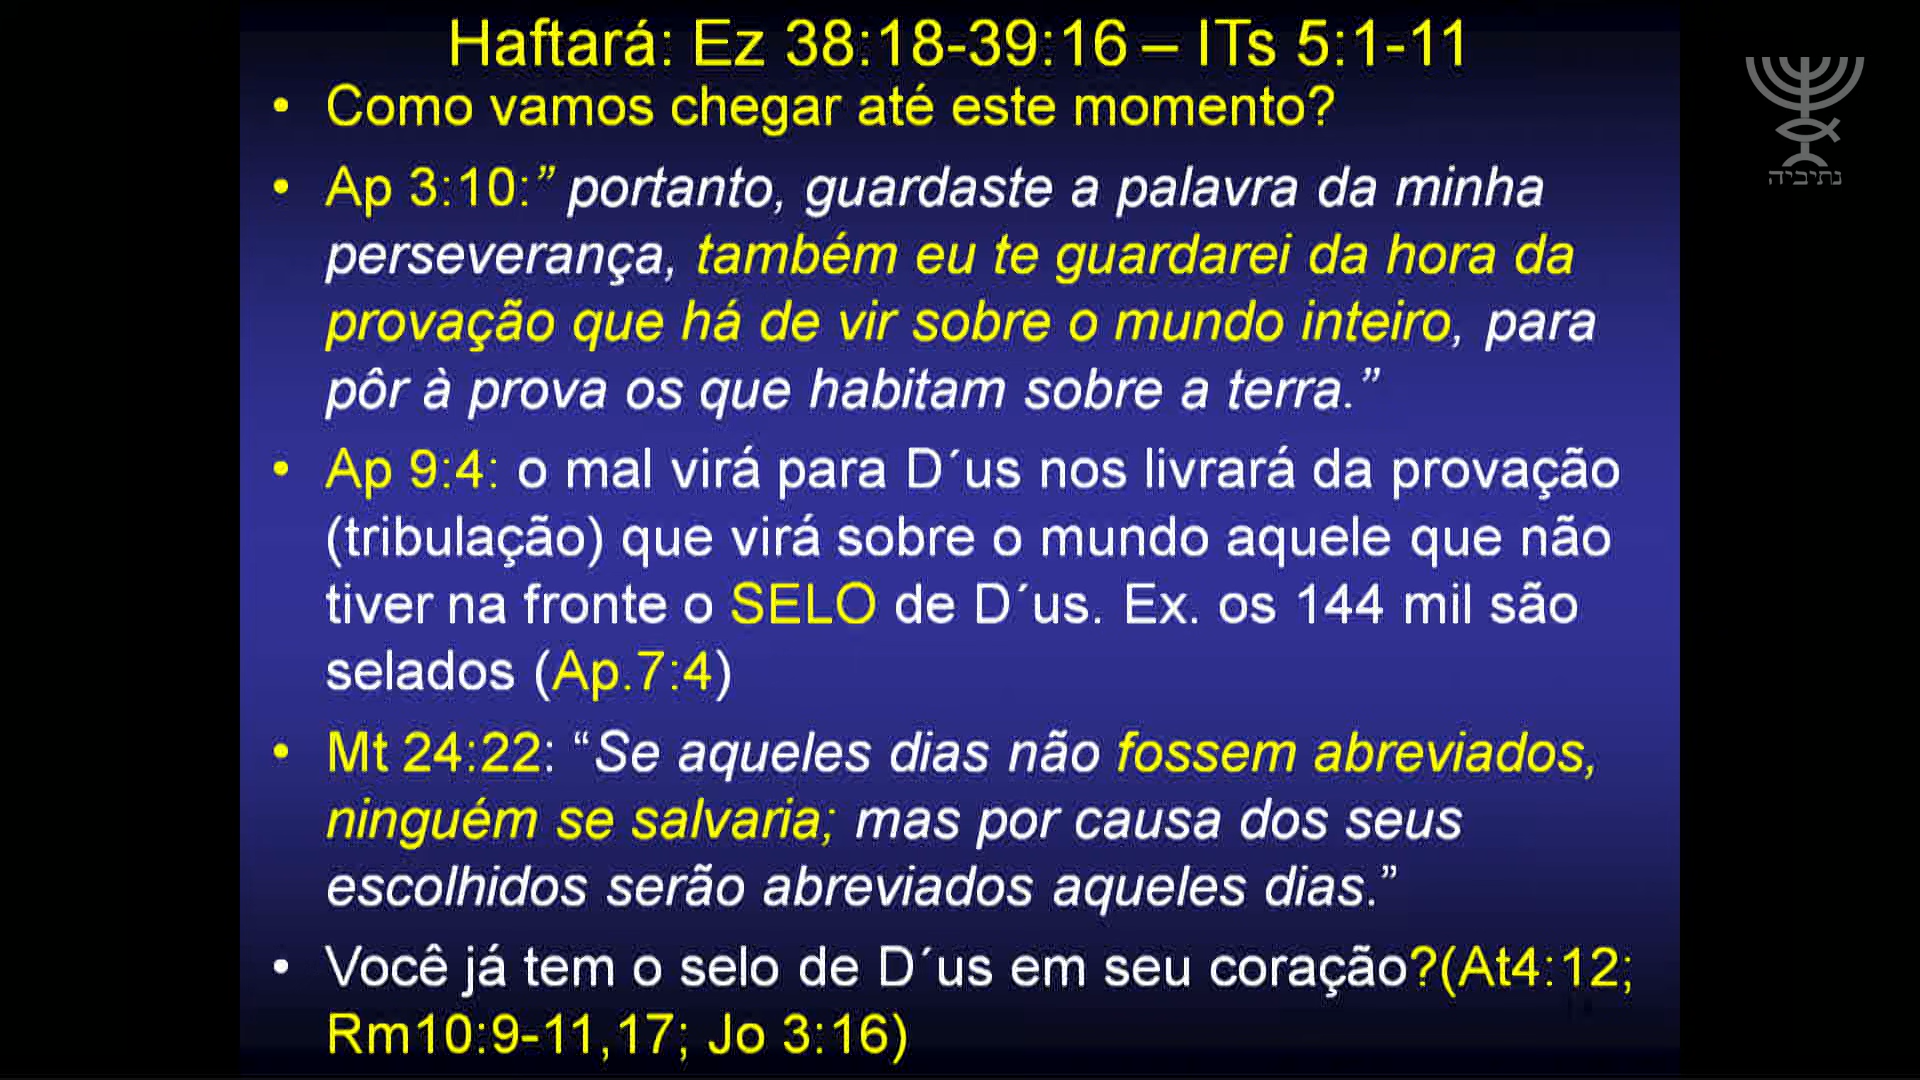 Haftará: Ez 38:18-39:16 – ITs 5:1-11
• Como vamos chegar até este momento?
• Ap 3:10:” portanto, guardaste a palavra da minha
perseverança, também eu te guardarei da hora da
provação que há de vir sobre o mundo inteiro, para
pôr à prova os que habitam sobre a terra.”
• Ap 9:4: o mal virá para D´us nos livrará da provação
(tribulação) que virá sobre o mundo aquele que não
tiver na fronte o SELO de D´us. Ex. os 144 mil são
selados (Ap.7:4)
• Mt 24:22: “Se aqueles dias não fossem abreviados,
ninguém se salvaria; mas por causa dos seus
escolhidos serão abreviados aqueles dias.”
• Você já tem o selo de D´us em seu coração?(At4:12;
Rm10:9-11,17; Jo 3:16)
נתיביה